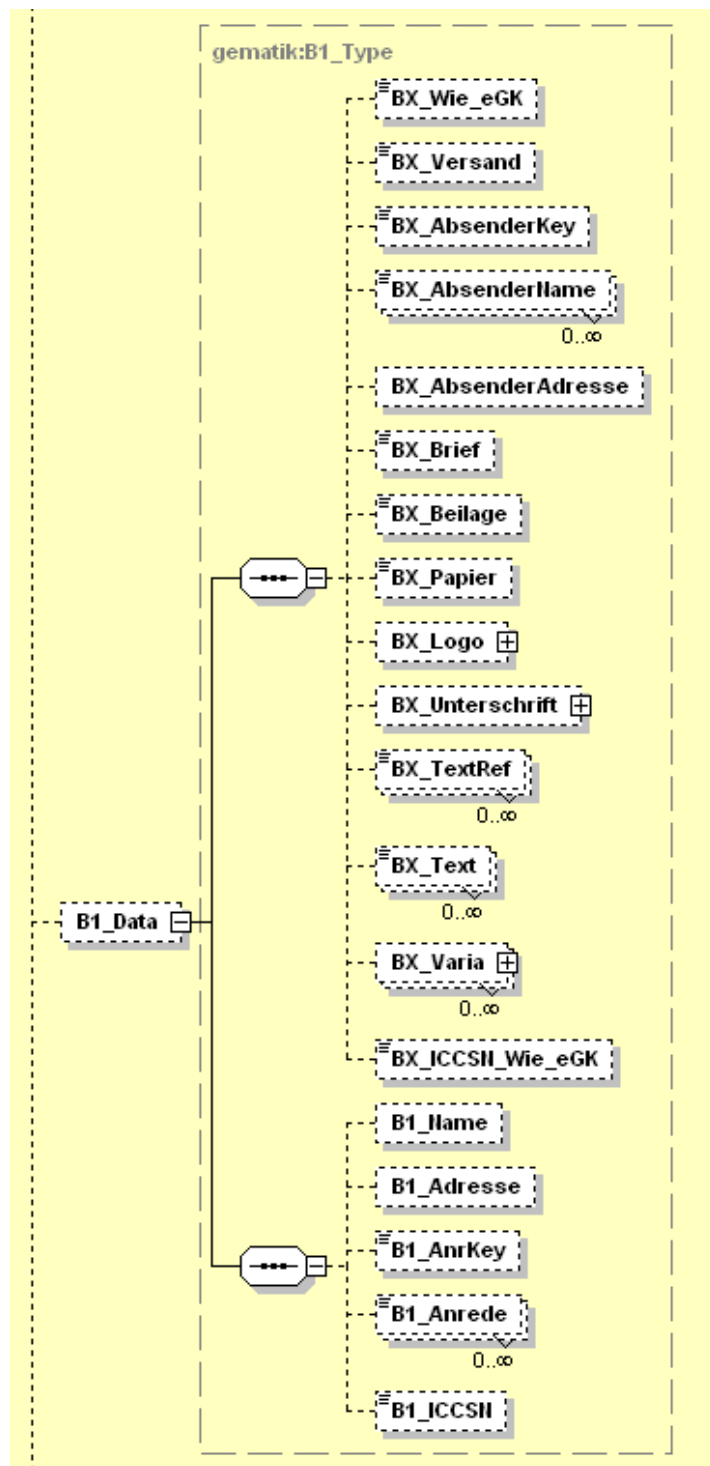 gematik:B1_Type
BX_Wie_eGK
BX_Versand
BX_AbsenderKey
BX_AbsenderName
0..∞
BX_AbsenderAdresse
BX_Brief
BX_Beilage
BX_Papier
BX_Logo
BX_Unterschrift
BX_TextRef
0..∞
BX_Text
0..∞
B1_Data
BX_Varia
0..∞
BX_ICCSN_Wie_eGK
B1_Name
B1_Adresse
B1_AnrKey
B1_Anrede
0..∞
B1_ICCSN